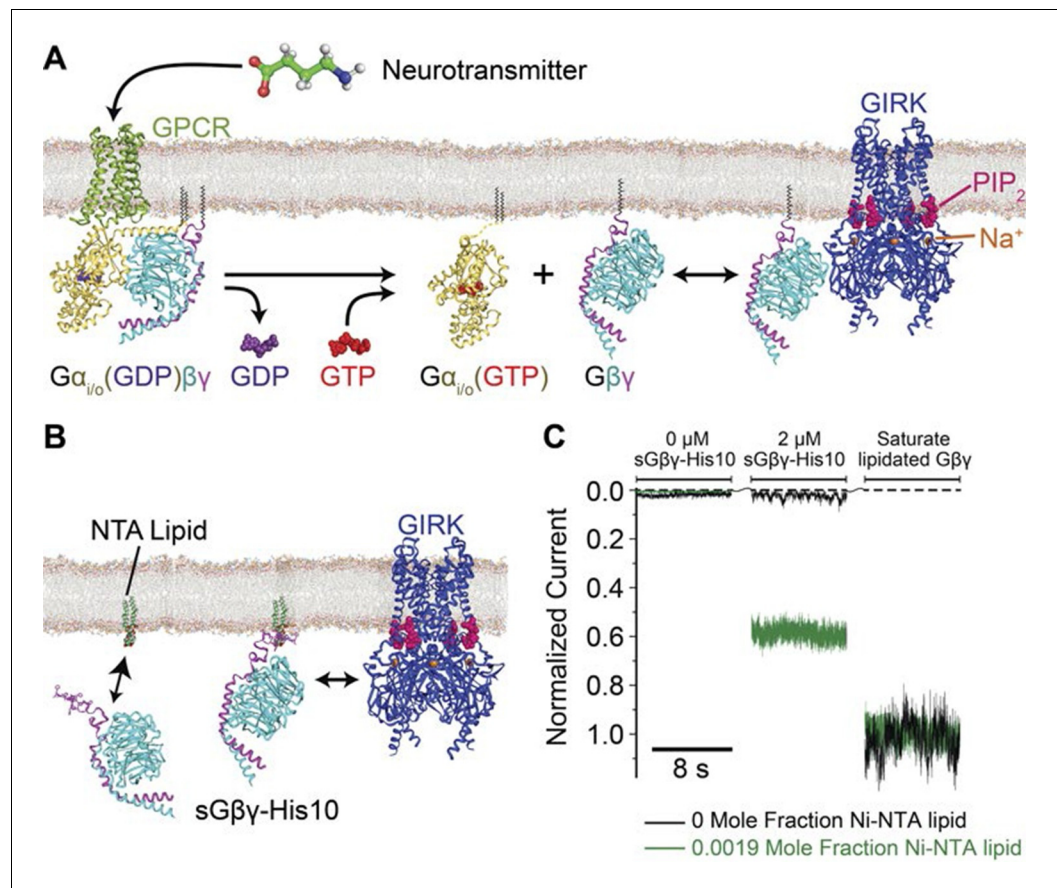 A
Neurotransmitter
GPCR
GIRK
PIP₂
Na⁺
+
Gαᵢ/ₒ(GDP)βγ
GDP
GTP
Gαᵢ/ₒ(GTP)
Gβγ
B
NTA Lipid
GIRK
sGβγ-His10
C
0 μM
sGβγ-His10
2 μM
sGβγ-His10
Saturate
lipidated Gβγ
Normalized Current
0.0
0.2
0.4
0.6
0.8
1.0
8 s
0 Mole Fraction Ni-NTA lipid
0.0019 Mole Fraction Ni-NTA lipid